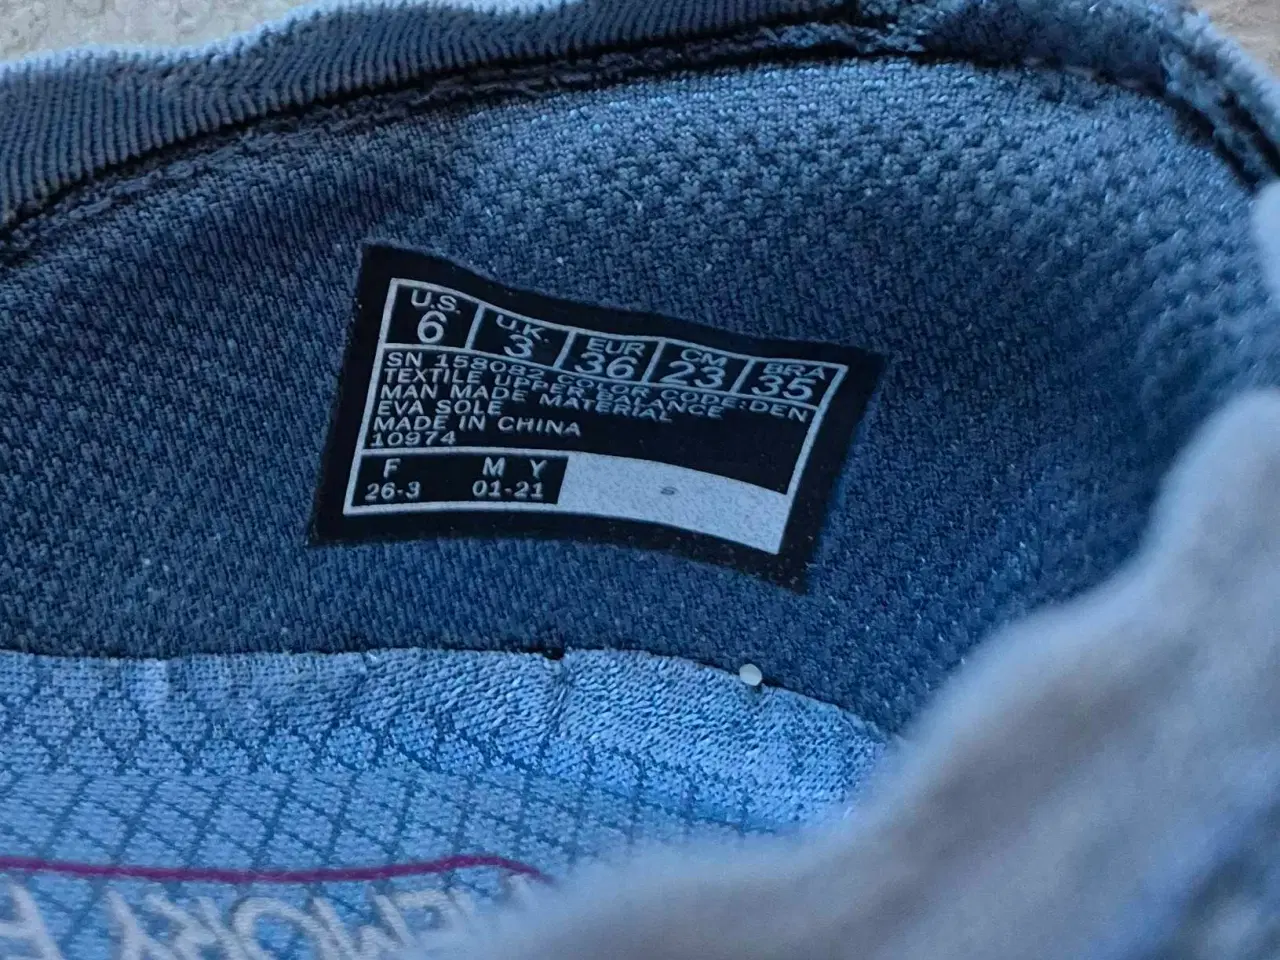 U.S. U.K. EUR CM BRA
6 3 36 23 35
SN 158082 COLOR CODE:DEN
TEXTILE UPPER BALANCE
MAN MADE MATERIAL
EVA SOLE
MADE IN CHINA
10974
F M Y
26-3 01-21
MEMORY F